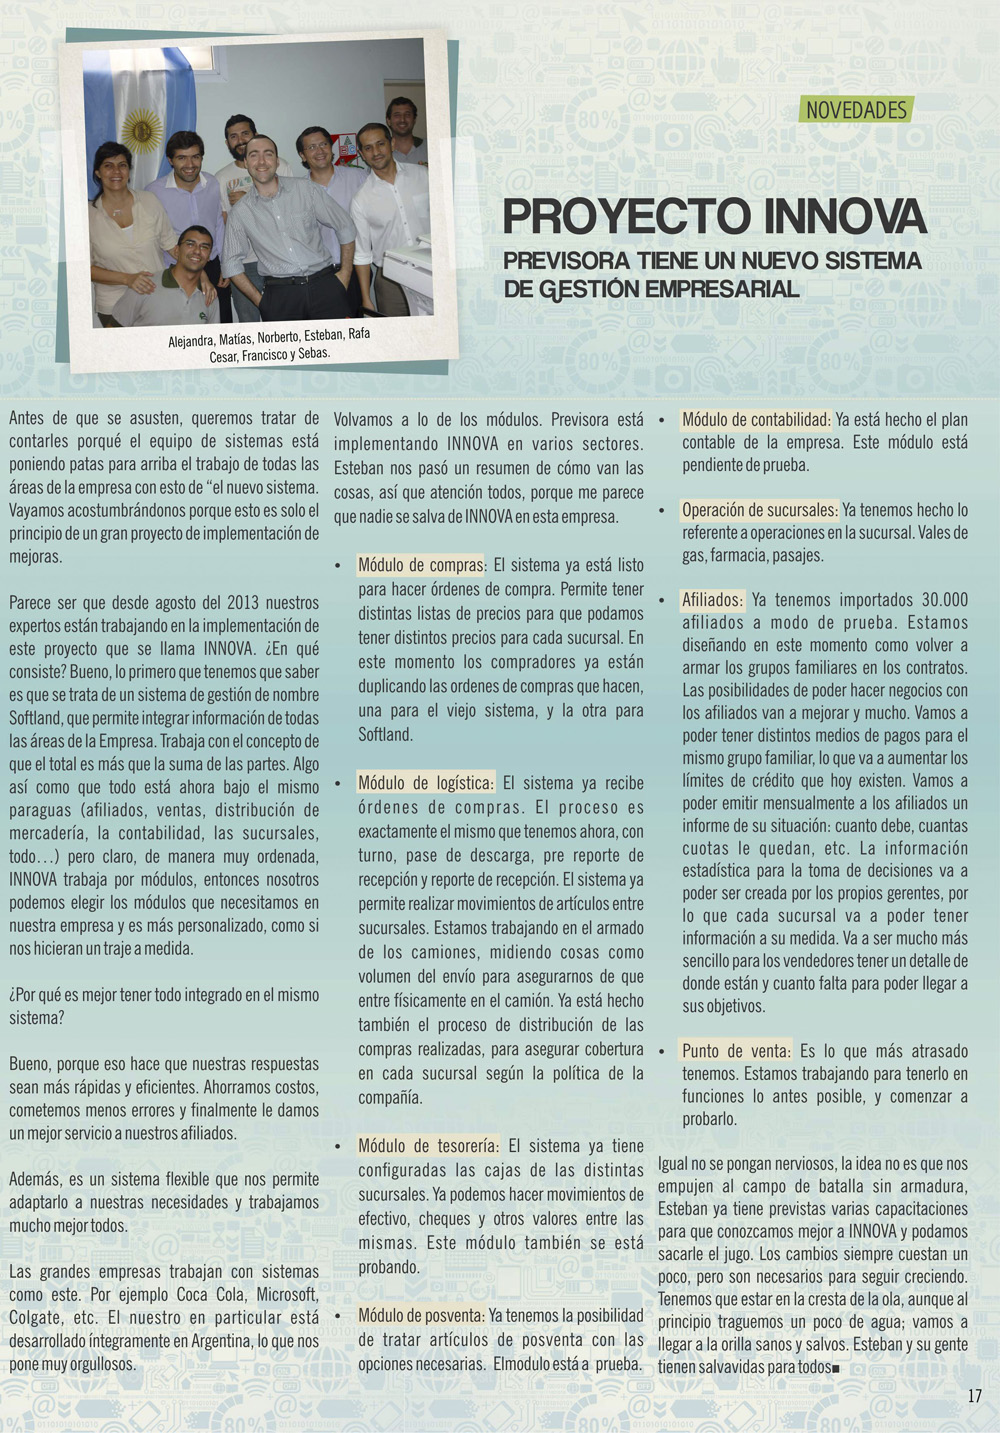 NOVEDADES
PROYECTO INNOVA
PREVISORA TIENE UN NUEVO SISTEMA
DE GESTIÓN EMPRESARIAL
Alejandra, Matías, Norberto, Esteban, Rafa
Cesar, Francisco y Sebas.
Antes de que se asusten, queremos tratar de
contarles porqué el equipo de sistemas está
poniendo patas para arriba el trabajo de todas las
áreas de la empresa con esto de “el nuevo sistema.
Vayamos acostumbrándonos porque esto es solo el
principio de un gran proyecto de implementación de
mejoras.
Parece ser que desde agosto del 2013 nuestros
expertos están trabajando en la implementación de
este proyecto que se llama INNOVA. ¿En qué
consiste? Bueno, lo primero que tenemos que saber
es que se trata de un sistema de gestión de nombre
Softland, que permite integrar información de todas
las áreas de la Empresa. Trabaja con el concepto de
que el total es más que la suma de las partes. Algo
así como que todo está ahora bajo el mismo
paraguas (afiliados, ventas, distribución de
mercadería, la contabilidad, las sucursales,
todo…) pero claro, de manera muy ordenada,
INNOVA trabaja por módulos, entonces nosotros
podemos elegir los módulos que necesitamos en
nuestra empresa y es más personalizado, como si
nos hicieran un traje a medida.
¿Por qué es mejor tener todo integrado en el mismo
sistema?
Bueno, porque eso hace que nuestras respuestas
sean más rápidas y eficientes. Ahorramos costos,
cometemos menos errores y finalmente le damos
un mejor servicio a nuestros afiliados.
Además, es un sistema flexible que nos permite
adaptarlo a nuestras necesidades y trabajamos
mucho mejor todos.
Las grandes empresas trabajan con sistemas
como este. Por ejemplo Coca Cola, Microsoft,
Colgate, etc. El nuestro en particular está
desarrollado íntegramente en Argentina, lo que nos
pone muy orgullosos.
Volvamos a lo de los módulos. Previsora está
implementando INNOVA en varios sectores.
Esteban nos pasó un resumen de cómo van las
cosas, así que atención todos, porque me parece
que nadie se salva de INNOVA en esta empresa.
• Módulo de compras: El sistema ya está listo
para hacer órdenes de compra. Permite tener
distintas listas de precios para que podamos
tener distintos precios para cada sucursal. En
este momento los compradores ya están
duplicando las ordenes de compras que hacen,
una para el viejo sistema, y la otra para
Softland.
• Módulo de logística: El sistema ya recibe
órdenes de compras. El proceso es
exactamente el mismo que tenemos ahora, con
turno, pase de descarga, pre reporte de
recepción y reporte de recepción. El sistema ya
permite realizar movimientos de artículos entre
sucursales. Estamos trabajando en el armado
de los camiones, midiendo cosas como
volumen del envío para asegurarnos de que
entre físicamente en el camión. Ya está hecho
también el proceso de distribución de las
compras realizadas, para asegurar cobertura
en cada sucursal según la política de la
compañía.
• Módulo de tesorería: El sistema ya tiene
configuradas las cajas de las distintas
sucursales. Ya podemos hacer movimientos de
efectivo, cheques y otros valores entre las
mismas. Este módulo también se está
probando.
• Módulo de posventa: Ya tenemos la posibilidad
de tratar artículos de posventa con las
opciones necesarias. Elmodulo está a prueba.
• Módulo de contabilidad: Ya está hecho el plan
contable de la empresa. Este módulo está
pendiente de prueba.
• Operación de sucursales: Ya tenemos hecho lo
referente a operaciones en la sucursal. Vales de
gas, farmacia, pasajes.
• Afiliados: Ya tenemos importados 30.000
afiliados a modo de prueba. Estamos
diseñando en este momento como volver a
armar los grupos familiares en los contratos.
Las posibilidades de poder hacer negocios con
los afiliados van a mejorar y mucho. Vamos a
poder tener distintos medios de pagos para el
mismo grupo familiar, lo que va a aumentar los
límites de crédito que hoy existen. Vamos a
poder emitir mensualmente a los afiliados un
informe de su situación: cuanto debe, cuantas
cuotas le quedan, etc. La información
estadística para la toma de decisiones va a
poder ser creada por los propios gerentes, por
lo que cada sucursal va a poder tener
información a su medida. Va a ser mucho más
sencillo para los vendedores tener un detalle de
donde están y cuanto falta para poder llegar a
sus objetivos.
• Punto de venta: Es lo que más atrasado
tenemos. Estamos trabajando para tenerlo en
funciones lo antes posible, y comenzar a
probarlo.
Igual no se pongan nerviosos, la idea no es que nos
empujen al campo de batalla sin armadura,
Esteban ya tiene previstas varias capacitaciones
para que conozcamos mejor a INNOVA y podamos
sacarle el jugo. Los cambios siempre cuestan un
poco, pero son necesarios para seguir creciendo.
Tenemos que estar en la cresta de la ola, aunque al
principio traguemos un poco de agua; vamos a
llegar a la orilla sanos y salvos. Esteban y su gente
tienen salvavidas para todos■
17